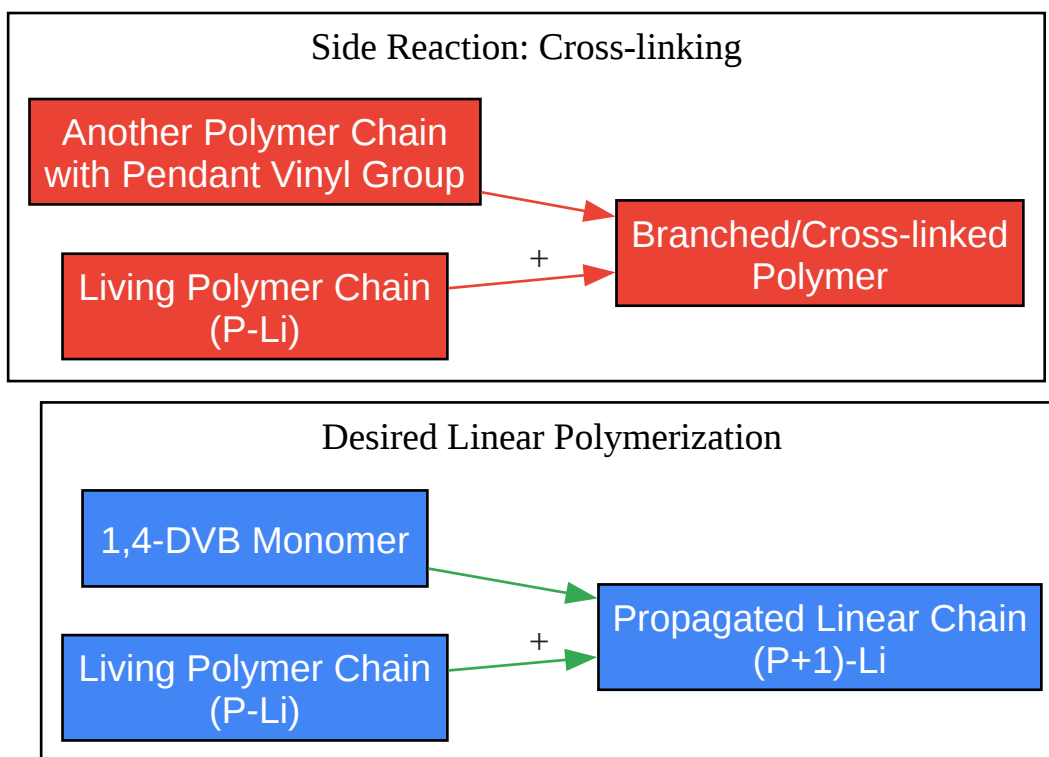 Side Reaction: Cross-linking
Another Polymer Chain
with Pendant Vinyl Group
Living Polymer Chain
(P-Li)
+
Branched/Cross-linked
Polymer
Desired Linear Polymerization
1,4-DVB Monomer
Living Polymer Chain
(P-Li)
+
Propagated Linear Chain
(P+1)-Li